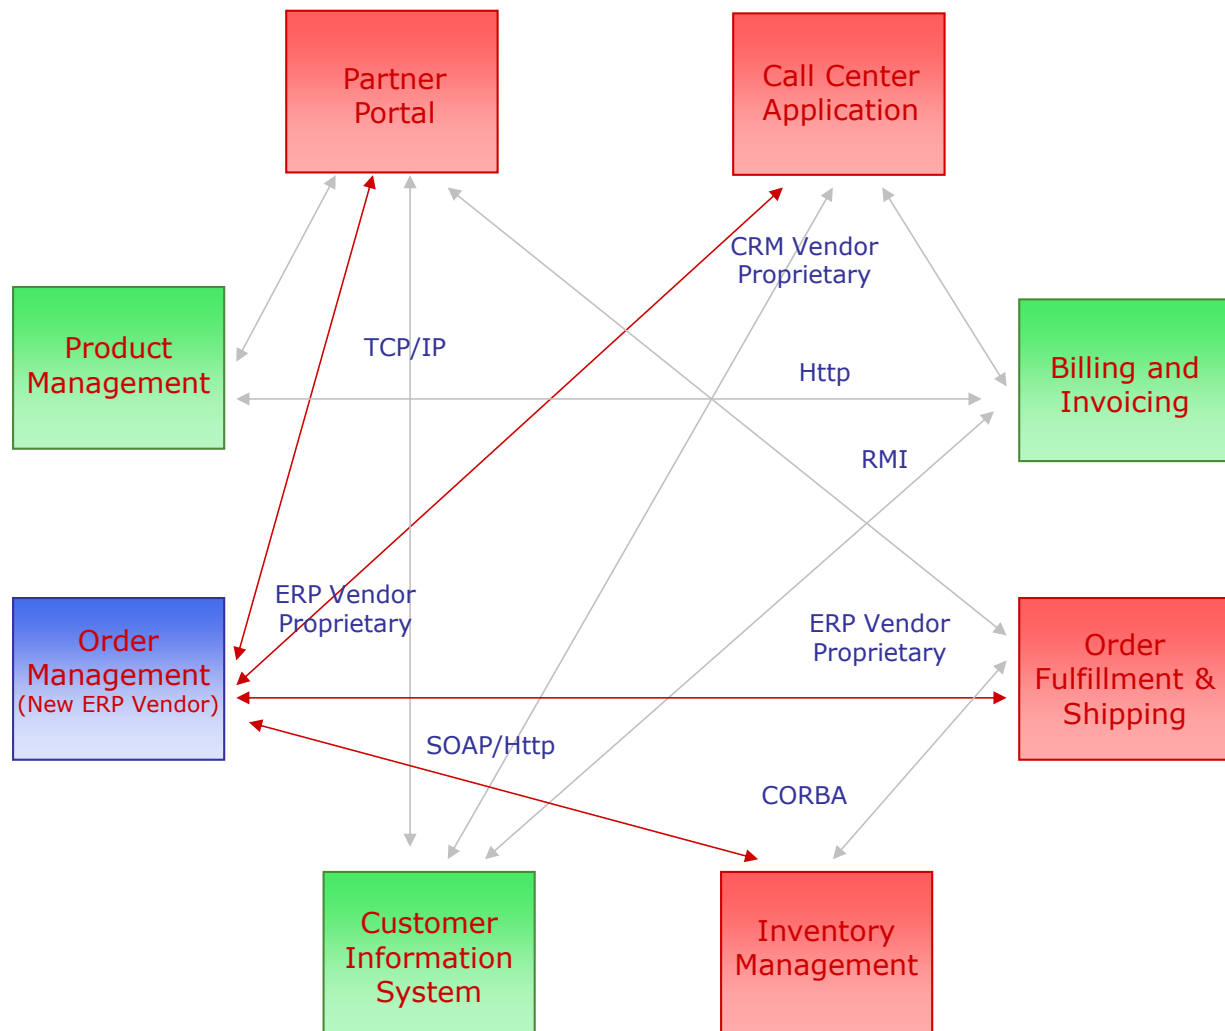 Partner
Portal
Call Center
Application
CRM Vendor
Proprietary
Product
Management
TCP/IP
Http
Billing and
Invoicing
RMI
Order
Management
(New ERP Vendor)
ERP Vendor
Proprietary
ERP Vendor
Proprietary
Order
Fulfillment &
Shipping
SOAP/Http
CORBA
Customer
Information
System
Inventory
Management